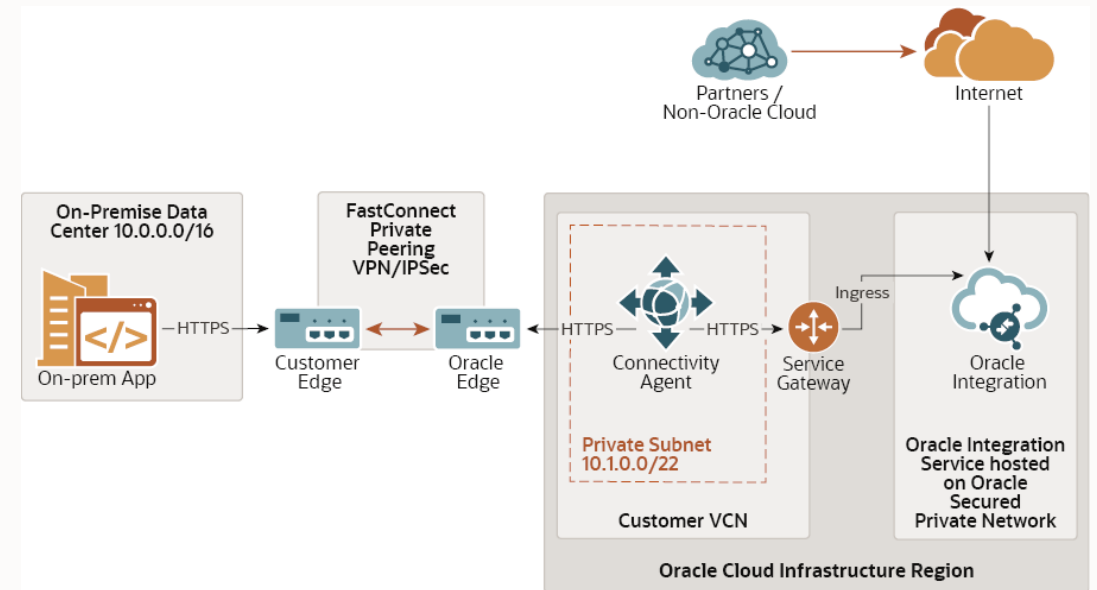 Partners /
Non-Oracle Cloud
Internet
On-Premise Data
Center 10.0.0.0/16
FastConnect
Private
Peering
VPN/IPSec
</>
HTTPS
On-prem App
Customer
Edge
Oracle
Edge
HTTPS
HTTPS
Connectivity
Agent
Service
Gateway
Ingress
Oracle
Integration
Private Subnet
10.1.0.0/22
Customer VCN
Oracle Integration
Service hosted
on Oracle
Secured
Private Network
Oracle Cloud Infrastructure Region